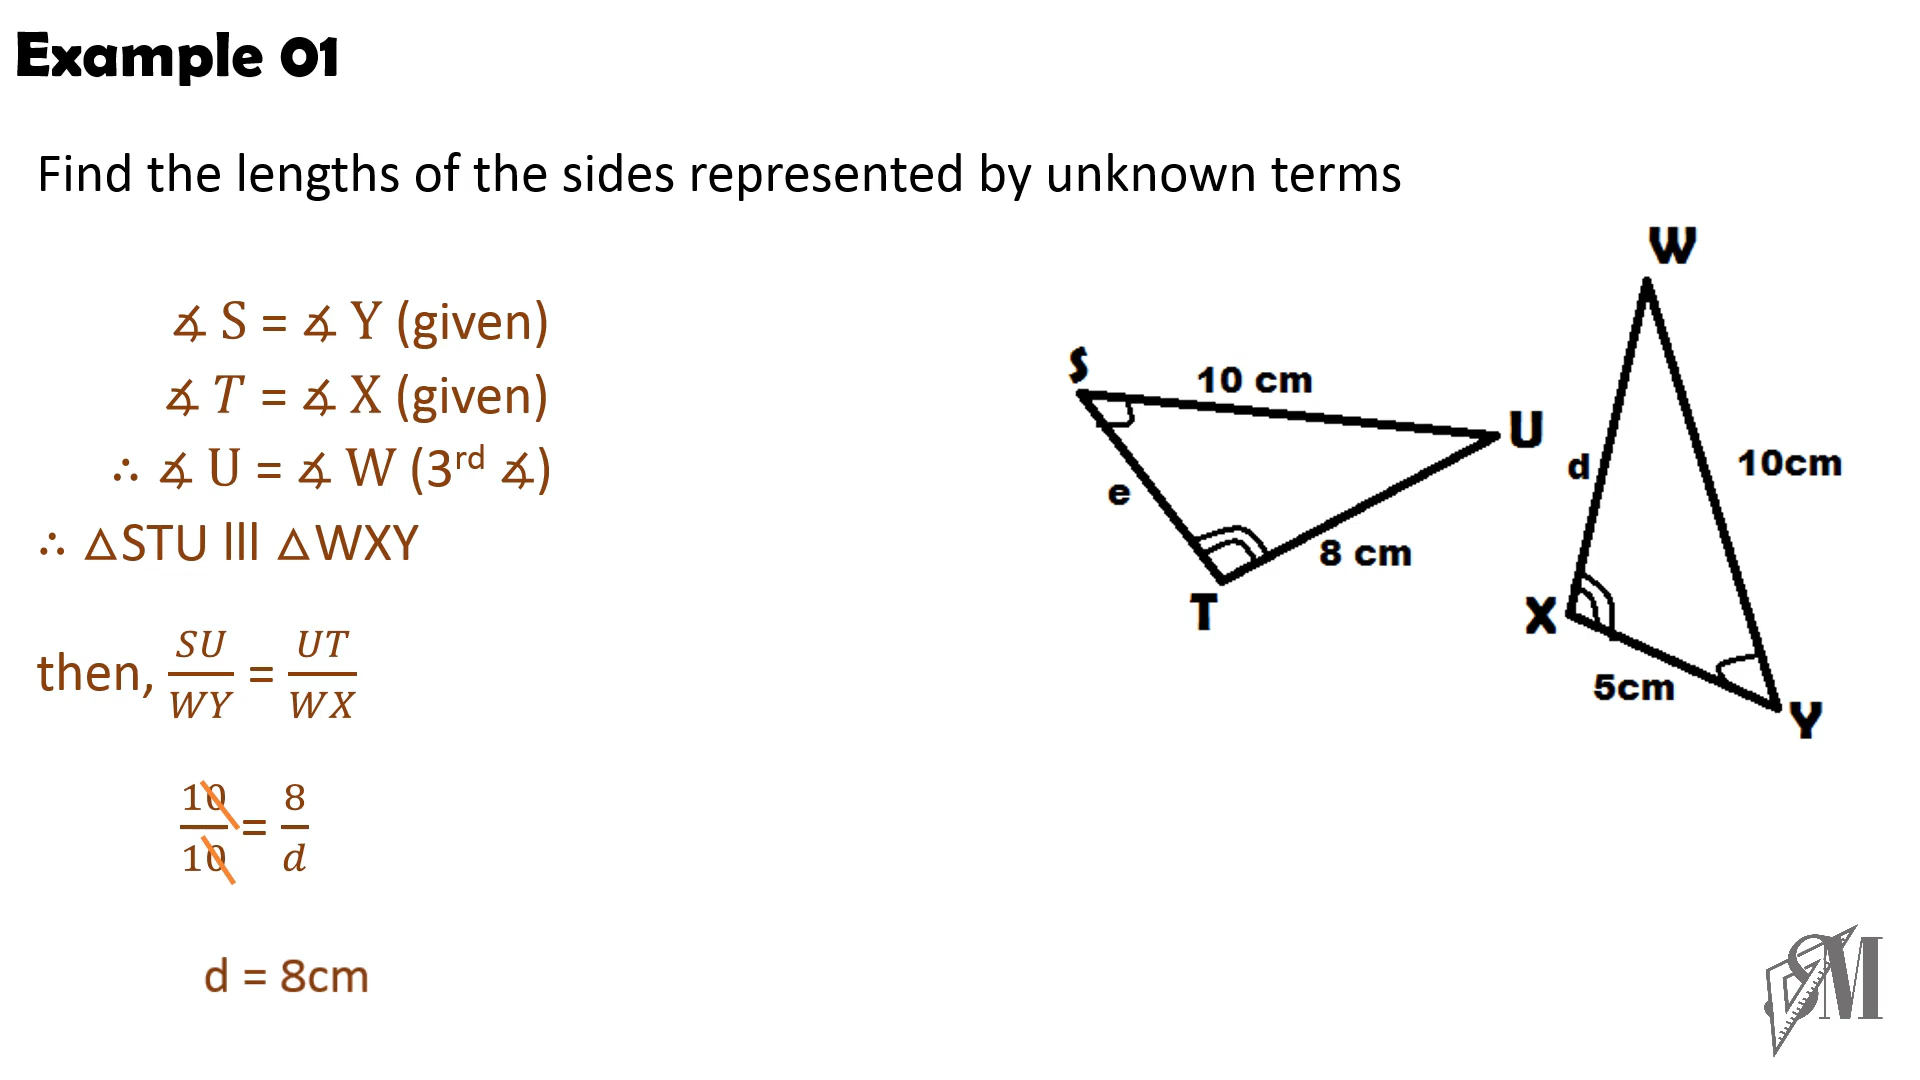 Example 01
Find the lengths of the sides represented by unknown terms
∡ S = ∡ Y (given)
∡ T = ∡ X (given)
∴ ∡ U = ∡ W (3rd ∡)
∴ △STU lll △WXY
then, SU/WY = UT/WX
10/10 = 8/d
d = 8cm
S
10 cm
U
e
8 cm
T
W
d
10cm
X
5cm
Y
SM